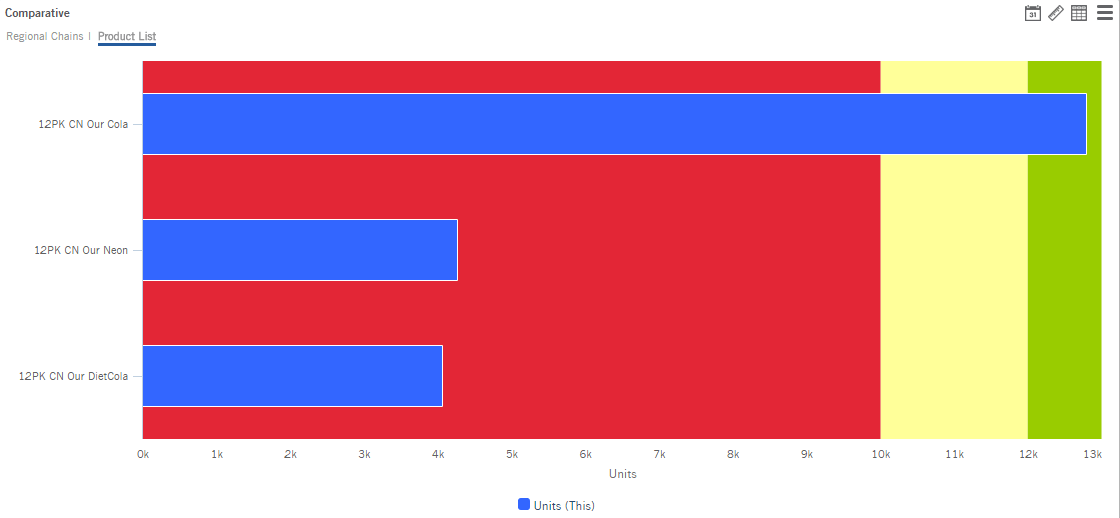 Comparative
31
Regional Chains | Product List
12PK CN Our Cola
12PK CN Our Neon
12PK CN Our DietCola
0k 1k 2k 3k 4k 5k 6k 7k 8k 9k 10k 11k 12k 13k
Units
Units (This)